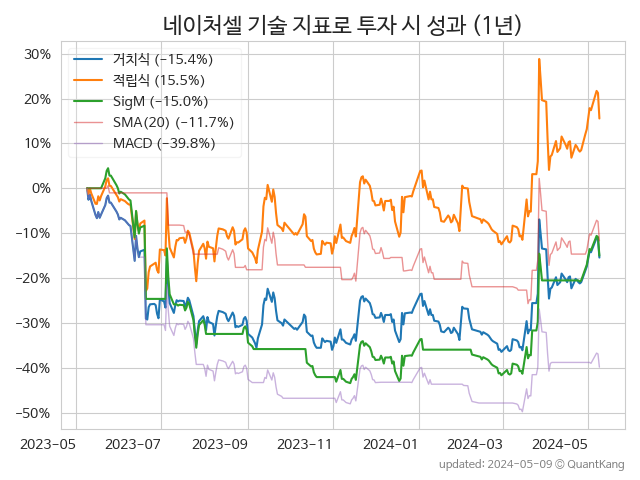 네이처셀 기술 지표로 투자 시 성과 (1년)
거치식 (−15.4%)
적립식 (15.5%)
SigM (−15.0%)
SMA(20) (−11.7%)
MACD (−39.8%)
30%
20%
10%
0%
−10%
−20%
−30%
−40%
−50%
2023-05 2023-07 2023-09 2023-11 2024-01 2024-03 2024-05
updated: 2024-05-09 © QuantKang